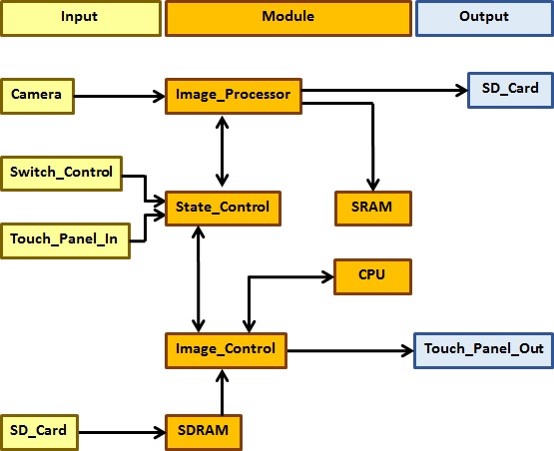 Input
Module
Output
Camera
Image_Processor
SD_Card
Switch_Control
State_Control
SRAM
Touch_Panel_In
CPU
Image_Control
Touch_Panel_Out
SD_Card
SDRAM